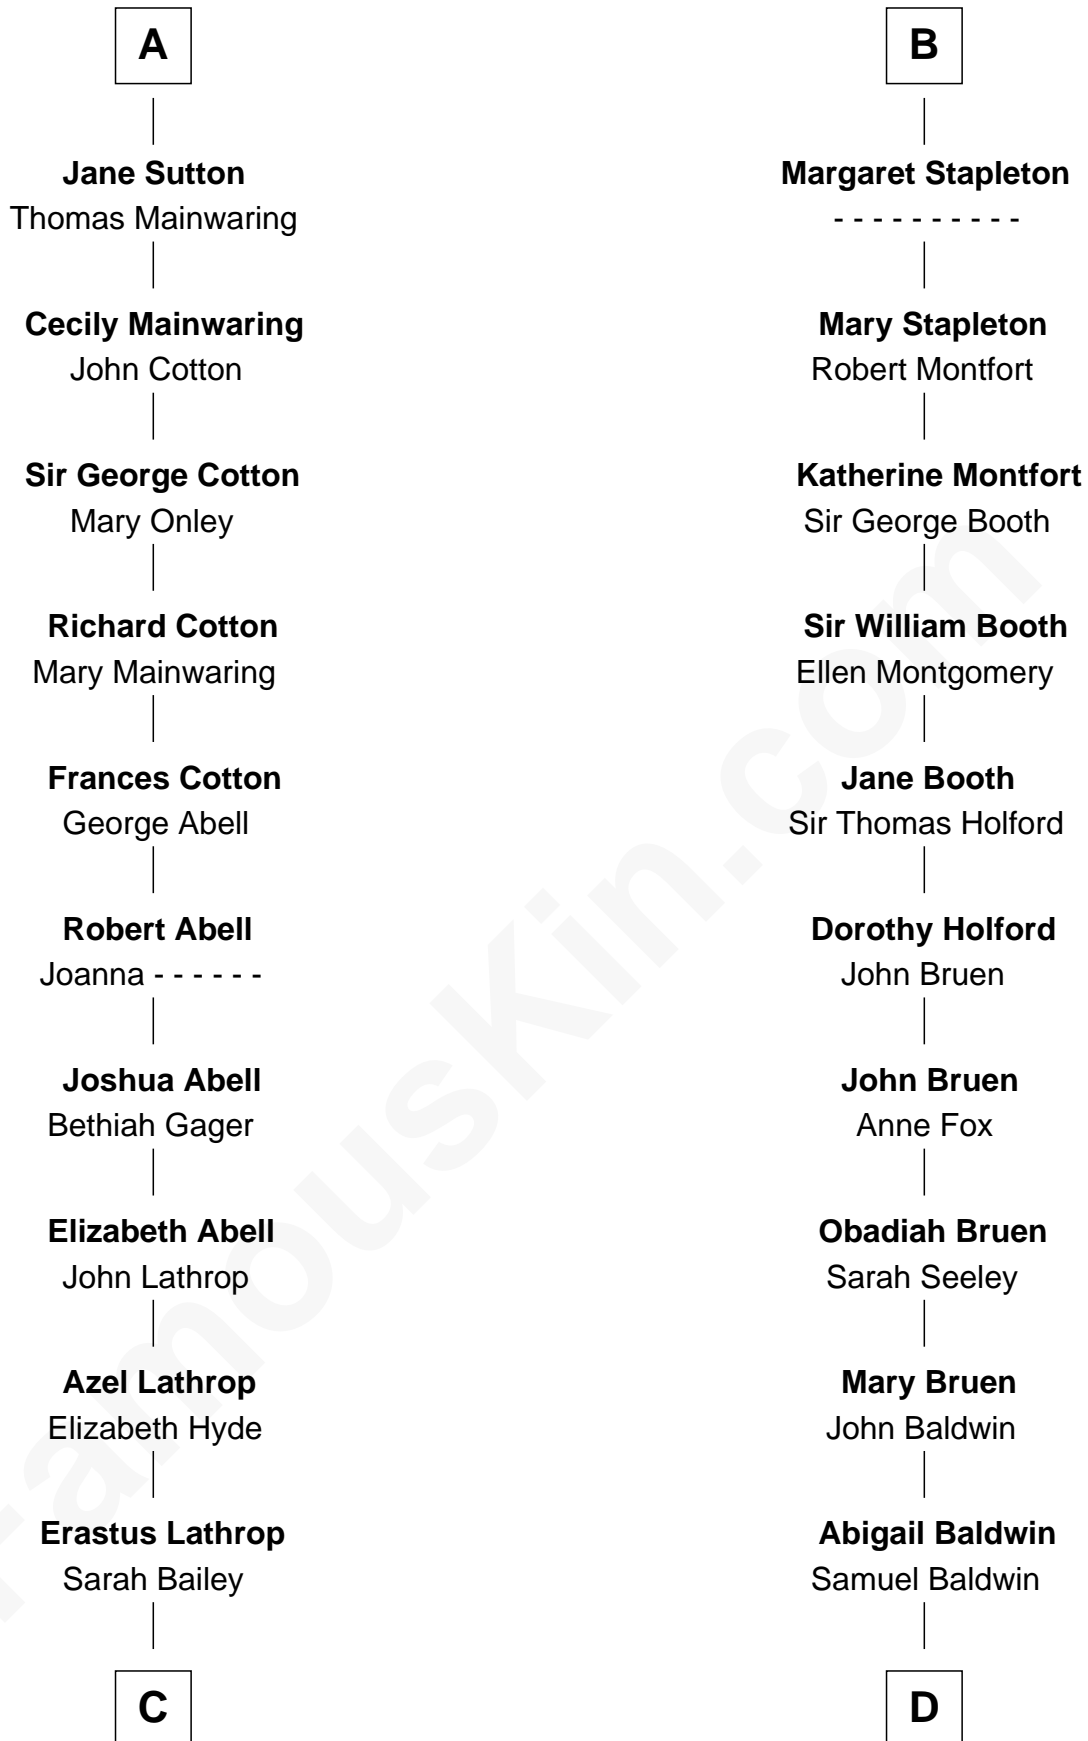 A
Jane Sutton
Thomas Mainwaring
Cecily Mainwaring
John Cotton
Sir George Cotton
Mary Onley
Richard Cotton
Mary Mainwaring
Frances Cotton
George Abell
Robert Abell
Joanna - - - - - -
Joshua Abell
Bethiah Gager
Elizabeth Abell
John Lathrop
Azel Lathrop
Elizabeth Hyde
Erastus Lathrop
Sarah Bailey
C
B
Margaret Stapleton
- - - - - - - - - -
Mary Stapleton
Robert Montfort
Katherine Montfort
Sir George Booth
Sir William Booth
Ellen Montgomery
Jane Booth
Sir Thomas Holford
Dorothy Holford
John Bruen
John Bruen
Anne Fox
Obadiah Bruen
Sarah Seeley
Mary Bruen
John Baldwin
Abigail Baldwin
Samuel Baldwin
D
FamousKin.com